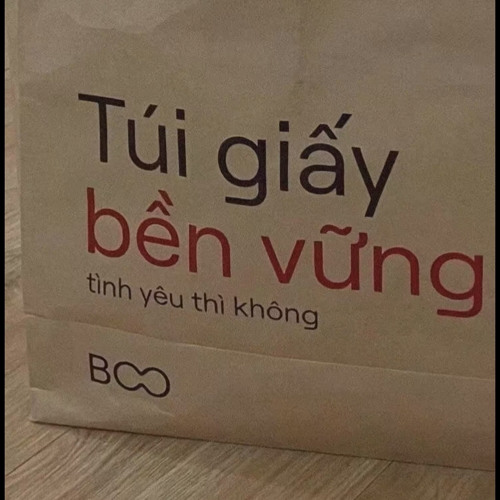 Túi giấy
bền vững
tình yêu thì không
BOO